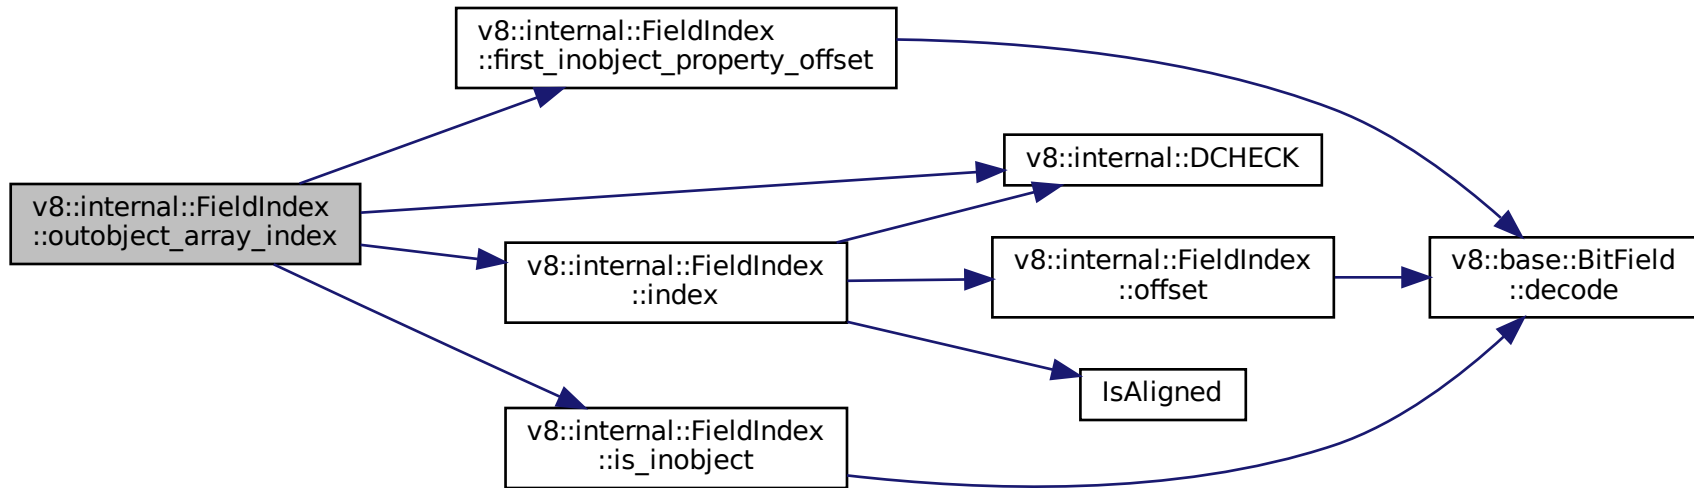 v8::internal::FieldIndex
::outobject_array_index
v8::internal::FieldIndex
::first_inobject_property_offset
v8::internal::DCHECK
v8::internal::FieldIndex
::index
v8::internal::FieldIndex
::offset
v8::base::BitField
::decode
IsAligned
v8::internal::FieldIndex
::is_inobject